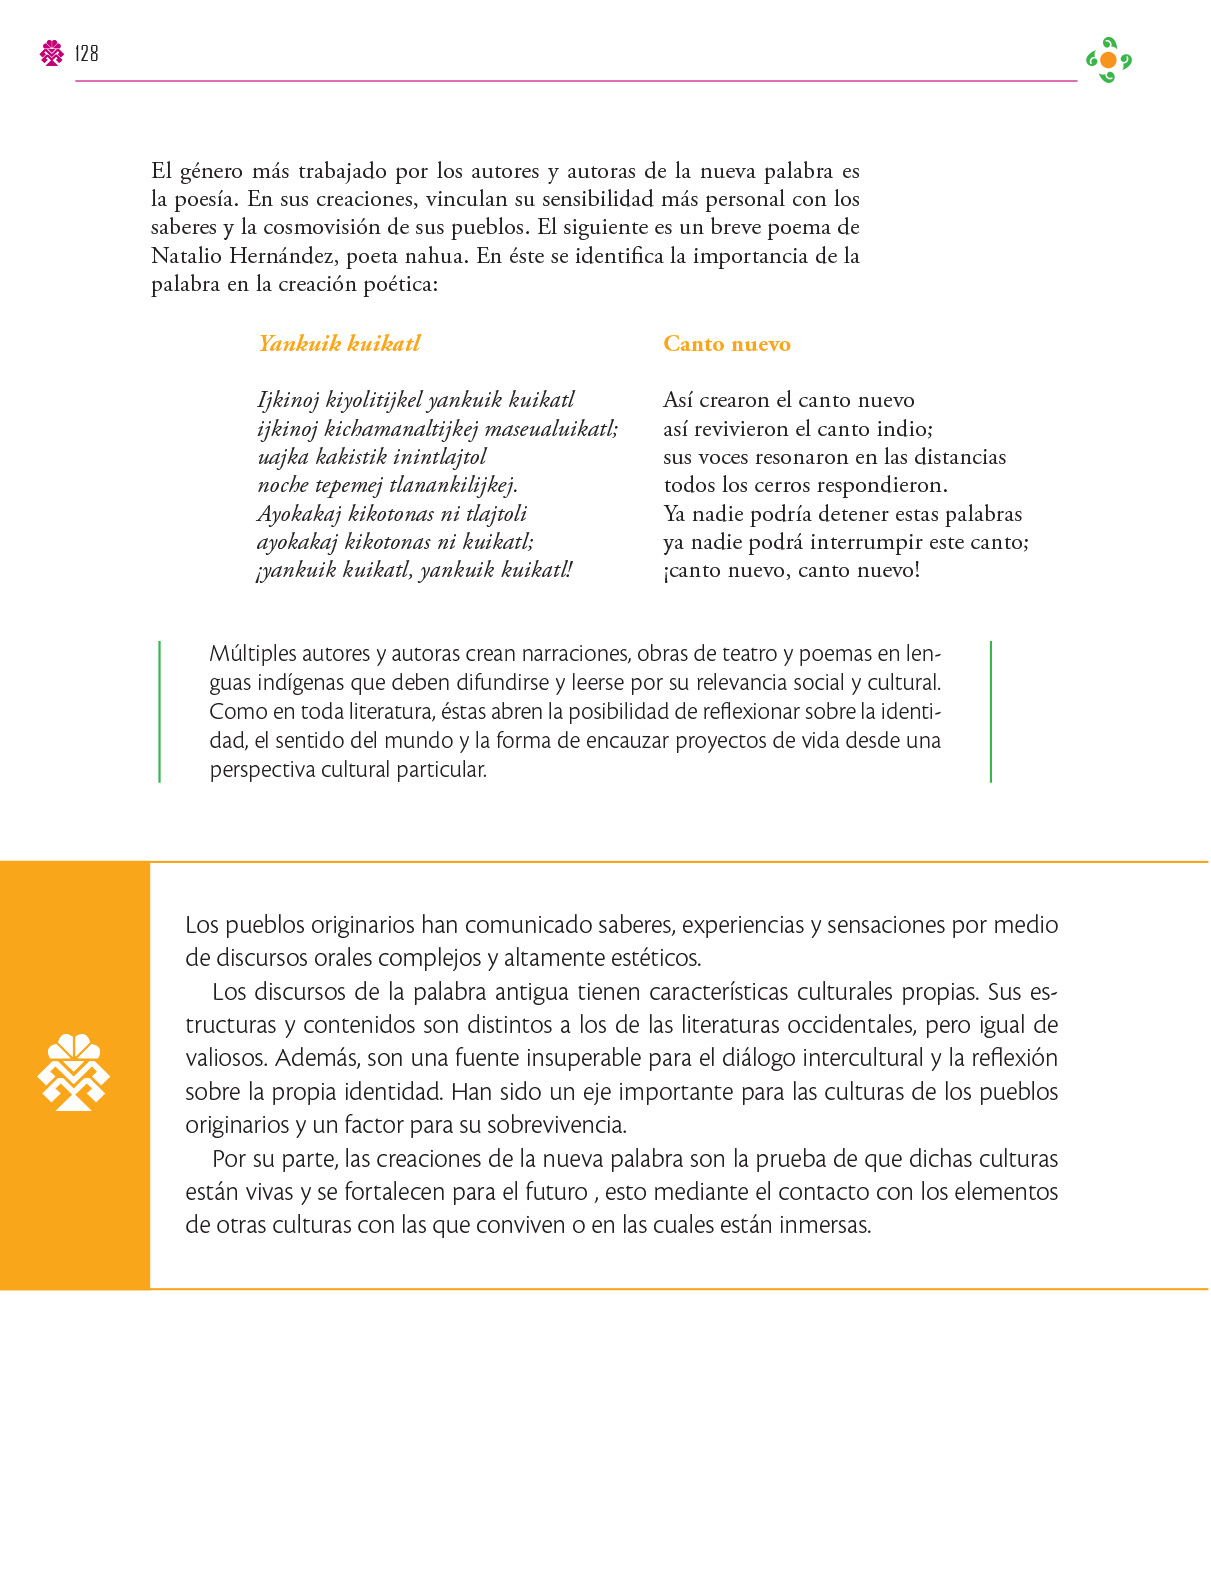 128
El género más trabajado por los autores y autoras de la nueva palabra es
la poesía. En sus creaciones, vinculan su sensibilidad más personal con los
saberes y la cosmovisión de sus pueblos. El siguiente es un breve poema de
Natalio Hernández, poeta nahua. En éste se identifica la importancia de la
palabra en la creación poética:
Yankuik kuikatl
Ijkinoj kiyolitijkel yankuik kuikatl
ijkinoj kichamanaltijkej maseualuikatl;
uajka kakistik inintlajtol
noche tepemej tlanankilijkej.
Ayokakaj kikotonas ni tlajtoli
ayokakaj kikotonas ni kuikatl;
¡yankuik kuikatl, yankuik kuikatl!
Canto nuevo
Así crearon el canto nuevo
así revivieron el canto indio;
sus voces resonaron en las distancias
todos los cerros respondieron.
Ya nadie podría detener estas palabras
ya nadie podrá interrumpir este canto;
¡canto nuevo, canto nuevo!
Múltiples autores y autoras crean narraciones, obras de teatro y poemas en len-
guas indígenas que deben difundirse y leerse por su relevancia social y cultural.
Como en toda literatura, éstas abren la posibilidad de reflexionar sobre la identi-
dad, el sentido del mundo y la forma de encauzar proyectos de vida desde una
perspectiva cultural particular.
Los pueblos originarios han comunicado saberes, experiencias y sensaciones por medio
de discursos orales complejos y altamente estéticos.
Los discursos de la palabra antigua tienen características culturales propias. Sus es-
tructuras y contenidos son distintos a los de las literaturas occidentales, pero igual de
valiosos. Además, son una fuente insuperable para el diálogo intercultural y la reflexión
sobre la propia identidad. Han sido un eje importante para las culturas de los pueblos
originarios y un factor para su sobrevivencia.
Por su parte, las creaciones de la nueva palabra son la prueba de que dichas culturas
están vivas y se fortalecen para el futuro , esto mediante el contacto con los elementos
de otras culturas con las que conviven o en las cuales están inmersas.